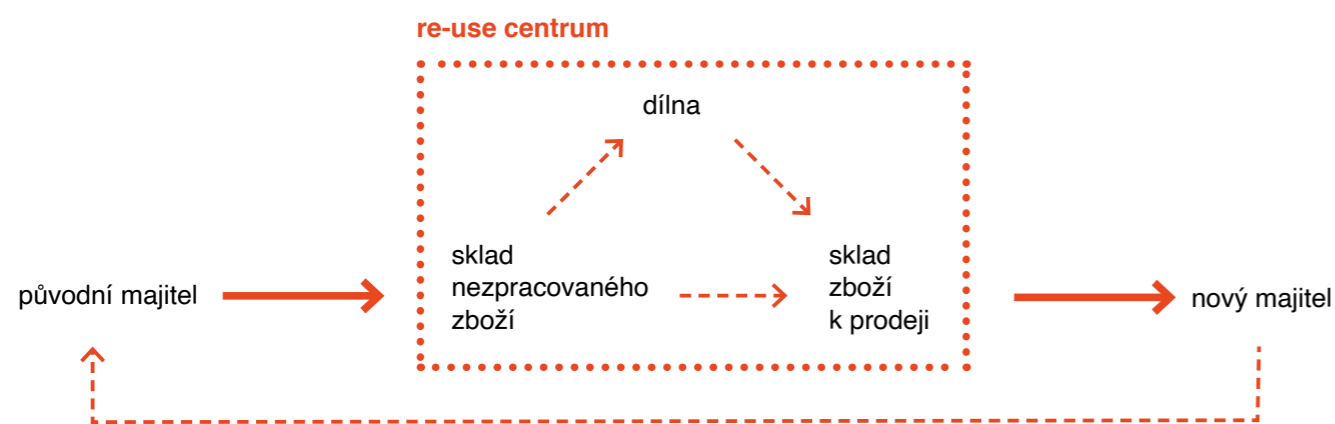 re-use centrum
dílna
původní majitel
sklad
nezpracovaného
zboží
sklad
zboží
k prodeji
nový majitel